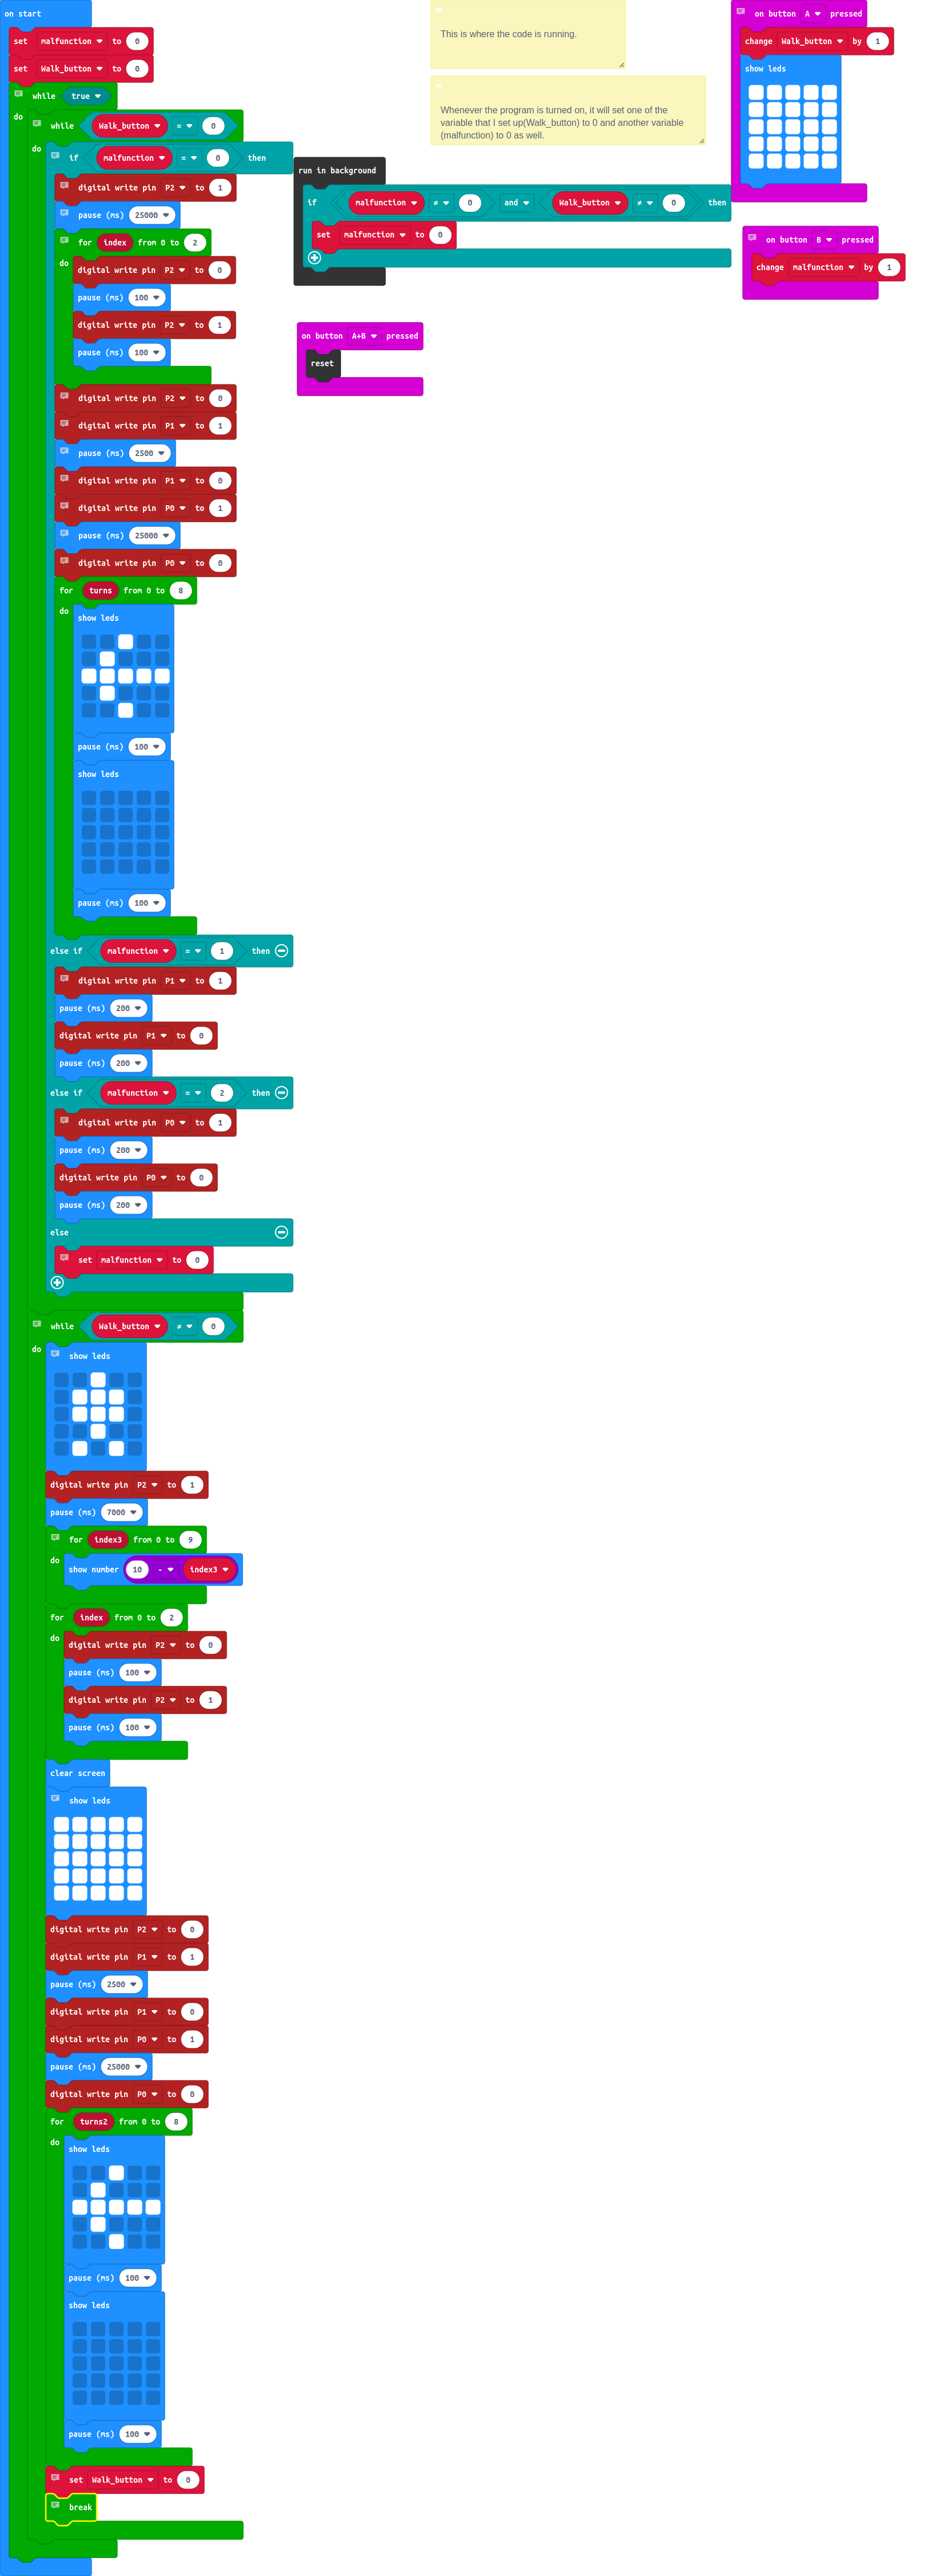 on start
set malfunction to 0
set Walk_button to 0
while true
do
while Walk_button = 0
do
if malfunction = 0 then
digital write pin P2 to 1
pause (ms) 25000
for index from 0 to 2
do
digital write pin P2 to 0
pause (ms) 100
digital write pin P2 to 1
pause (ms) 100
digital write pin P2 to 0
digital write pin P1 to 1
pause (ms) 2500
digital write pin P1 to 0
digital write pin P0 to 1
pause (ms) 25000
digital write pin P0 to 0
for turns from 0 to 8
do
show leds
pause (ms) 100
show leds
pause (ms) 100
else if malfunction = 1 then
digital write pin P1 to 1
pause (ms) 200
digital write pin P1 to 0
pause (ms) 200
else if malfunction = 2 then
digital write pin P0 to 1
pause (ms) 200
digital write pin P0 to 0
pause (ms) 200
else
set malfunction to 0
while Walk_button ≠ 0
do
show leds
digital write pin P2 to 1
pause (ms) 7000
for index3 from 0 to 9
do
show number 10 - index3
for index from 0 to 2
do
digital write pin P2 to 0
pause (ms) 100
digital write pin P2 to 1
pause (ms) 100
clear screen
show leds
digital write pin P2 to 0
digital write pin P1 to 1
pause (ms) 2500
digital write pin P1 to 0
digital write pin P0 to 1
pause (ms) 25000
digital write pin P0 to 0
for turns2 from 0 to 8
do
show leds
pause (ms) 100
show leds
pause (ms) 100
set Walk_button to 0
break
This is where the code is running.
Whenever the program is turned on, it will set one of the
variable that I set up(Walk_button) to 0 and another variable
(malfunction) to 0 as well.
run in background
if malfunction ≠ 0 and Walk_button ≠ 0 then
set malfunction to 0
on button A+B pressed
reset
on button A pressed
change Walk_button by 1
show leds
on button B pressed
change malfunction by 1